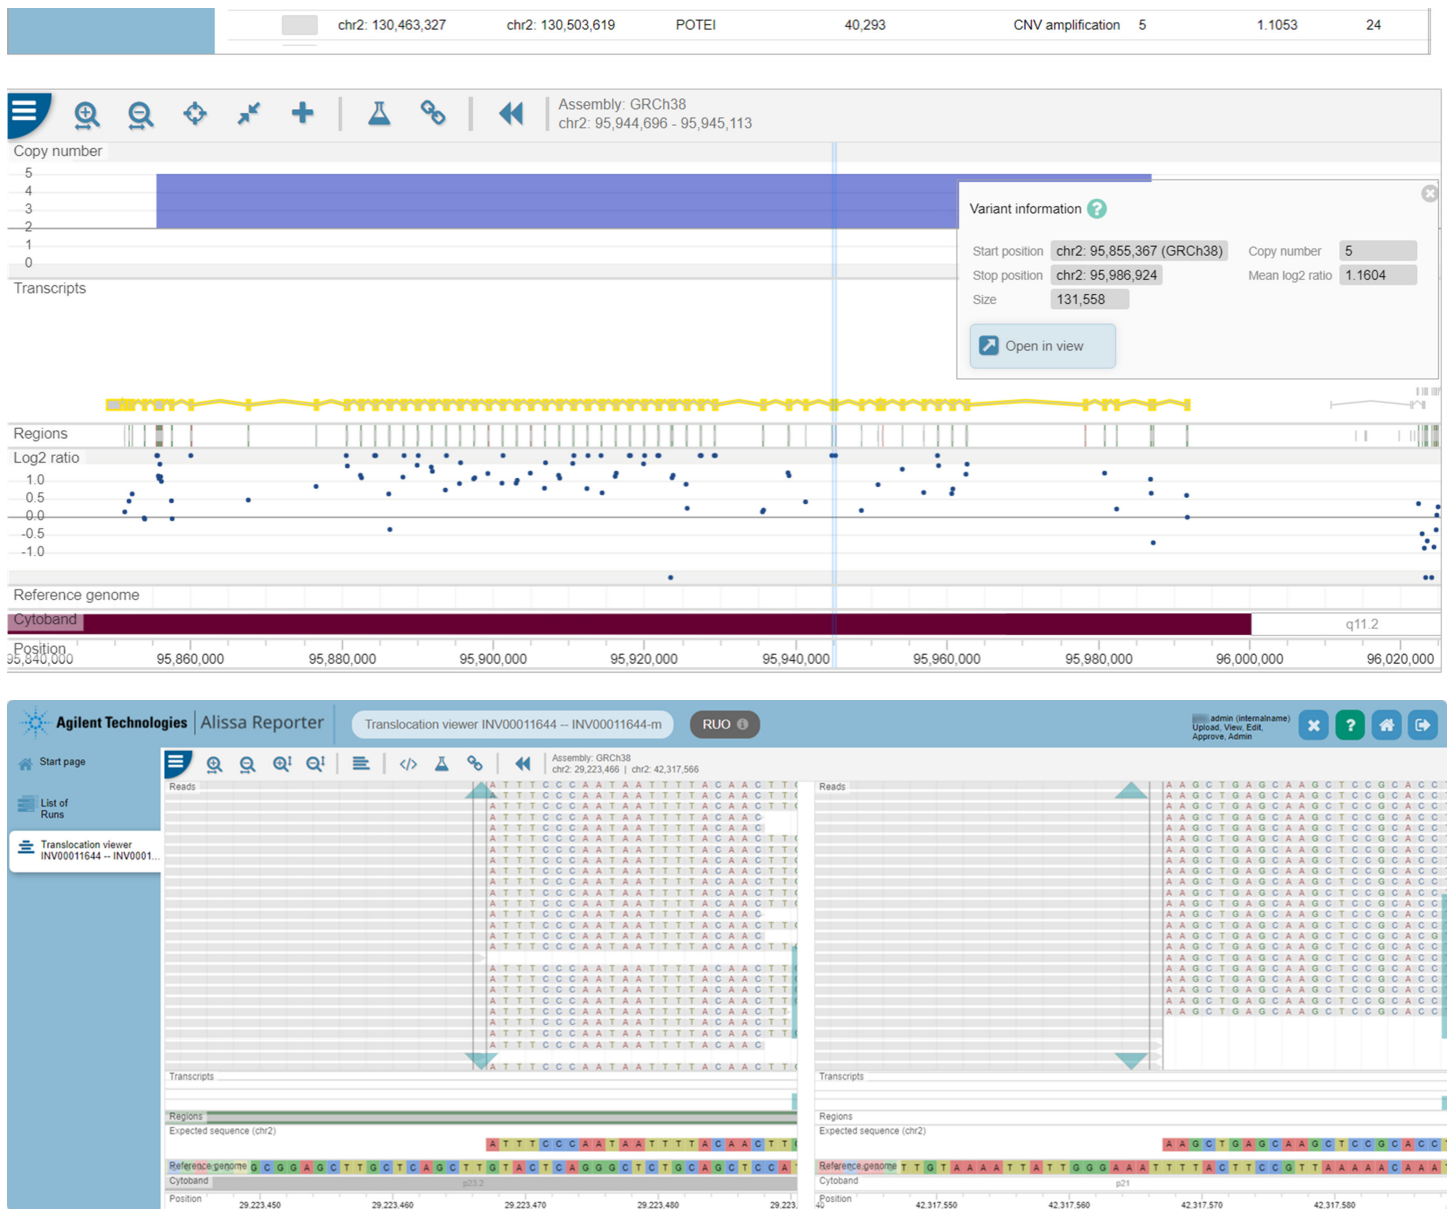 chr2: 130,463,327 chr2: 130,503,619 POTEI 40,293 CNV amplification 5 1.1053 24
Assembly: GRCh38
chr2: 95,944,696 - 95,945,113
Copy number
5
4
3
2
1
0
Variant information ?
Start position chr2: 95,855,367 (GRCh38) Copy number 5
Stop position chr2: 95,986,924 Mean log2 ratio 1.1604
Size 131,558
Open in view
Transcripts
Regions
Log2 ratio
1.0
0.5
0.0
-0.5
-1.0
Reference genome
Cytoband q11.2
Position
95,840,000 95,860,000 95,880,000 95,900,000 95,920,000 95,940,000 95,960,000 95,980,000 96,000,000 96,020,000
Agilent Technologies | Alissa Reporter Translocation viewer INV00011644 -- INV00011644-m RUO
admin (internalname)
Upload, View, Edit,
Approve, Admin
Start page
List of
Runs
Translocation viewer
INV00011644 -- INV0001...
Assembly: GRCh38
chr2: 29,223,466 | chr2: 42,317,566
Reads
ATTTCCCAATAATTTTACAACTT
Transcripts
Regions
Expected sequence (chr2)
ATTTCCCAATAATTTTACAACTT
Reference genome GCGGAGCTTGCTCAGCTTGTACTCAGGGCTCTGCAGCTCCAT
Cytoband p23.2
Position 29,223,450 29,223,460 29,223,470 29,223,480 29,223,
Reads
AAGCTGAGCAAGCTCCGCACC
Transcripts
Regions
Expected sequence (chr2)
AAGCTGAGCAAGCTCCGCACC
Reference genome TTGTAAAATTATTGGGAAATTTTACTTCCGTTAAAAACAAA
Cytoband p21
Position 42,317,550 42,317,560 42,317,570 42,317,580